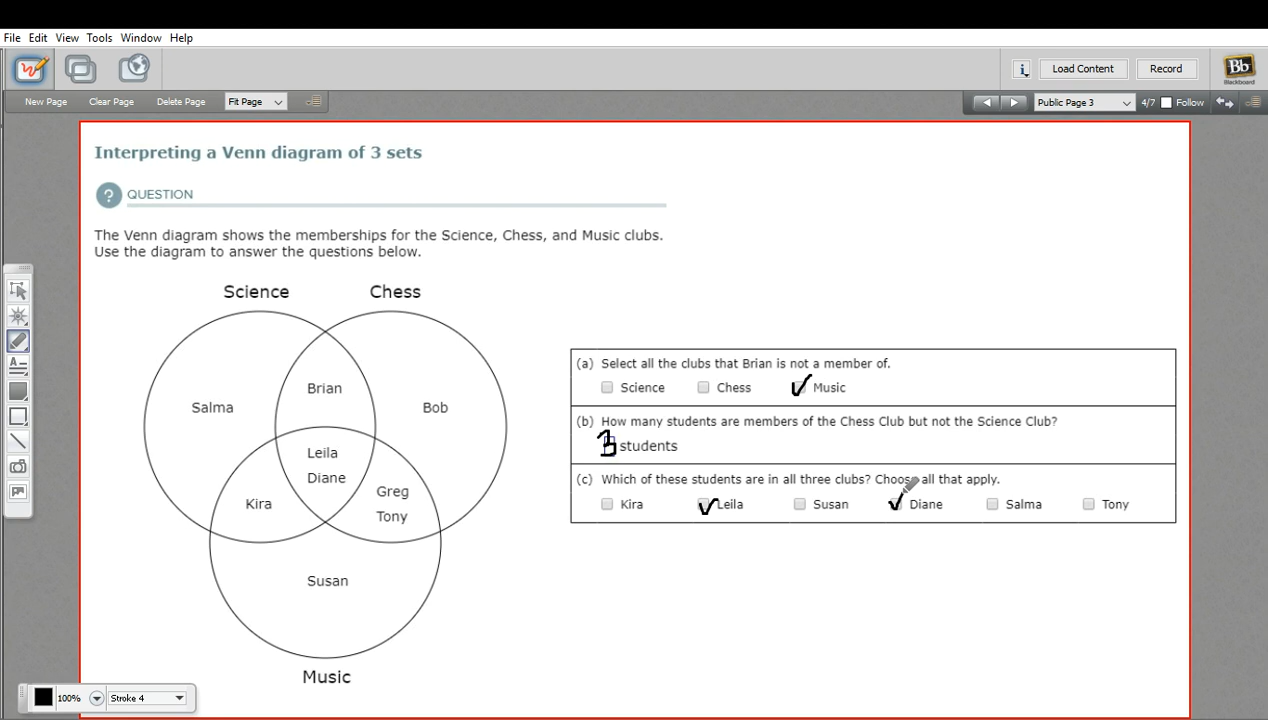 File Edit View Tools Window Help
Load Content Record Bb Blackboard
New Page Clear Page Delete Page Fit Page Public Page 3 4/7 Follow
Interpreting a Venn diagram of 3 sets
? QUESTION
The Venn diagram shows the memberships for the Science, Chess, and Music clubs.
Use the diagram to answer the questions below.
Science Chess
Brian
Salma Bob
Leila
Diane
Kira Greg
Tony
Susan
Music
(a) Select all the clubs that Brian is not a member of.
Science Chess Music
(b) How many students are members of the Chess Club but not the Science Club?
3 students
(c) Which of these students are in all three clubs? Choose all that apply.
Kira Leila Susan Diane Salma Tony
100% Stroke 4